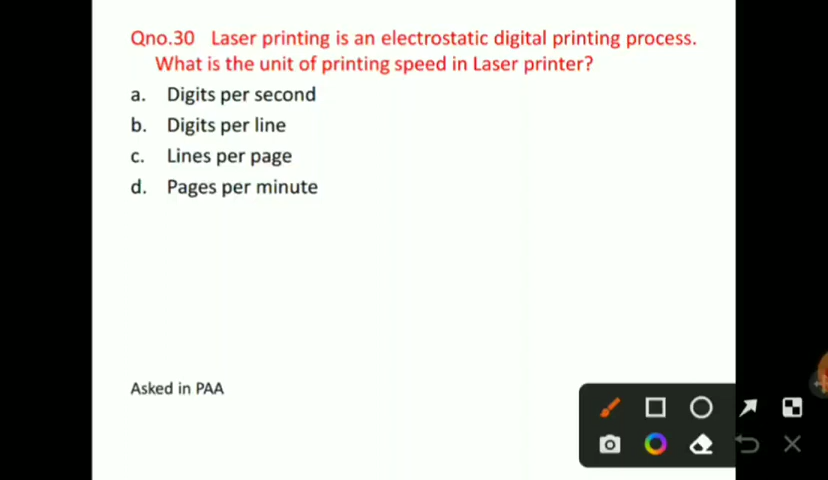 Qno.30 Laser printing is an electrostatic digital printing process.
What is the unit of printing speed in Laser printer?
a. Digits per second
b. Digits per line
c. Lines per page
d. Pages per minute
Asked in PAA